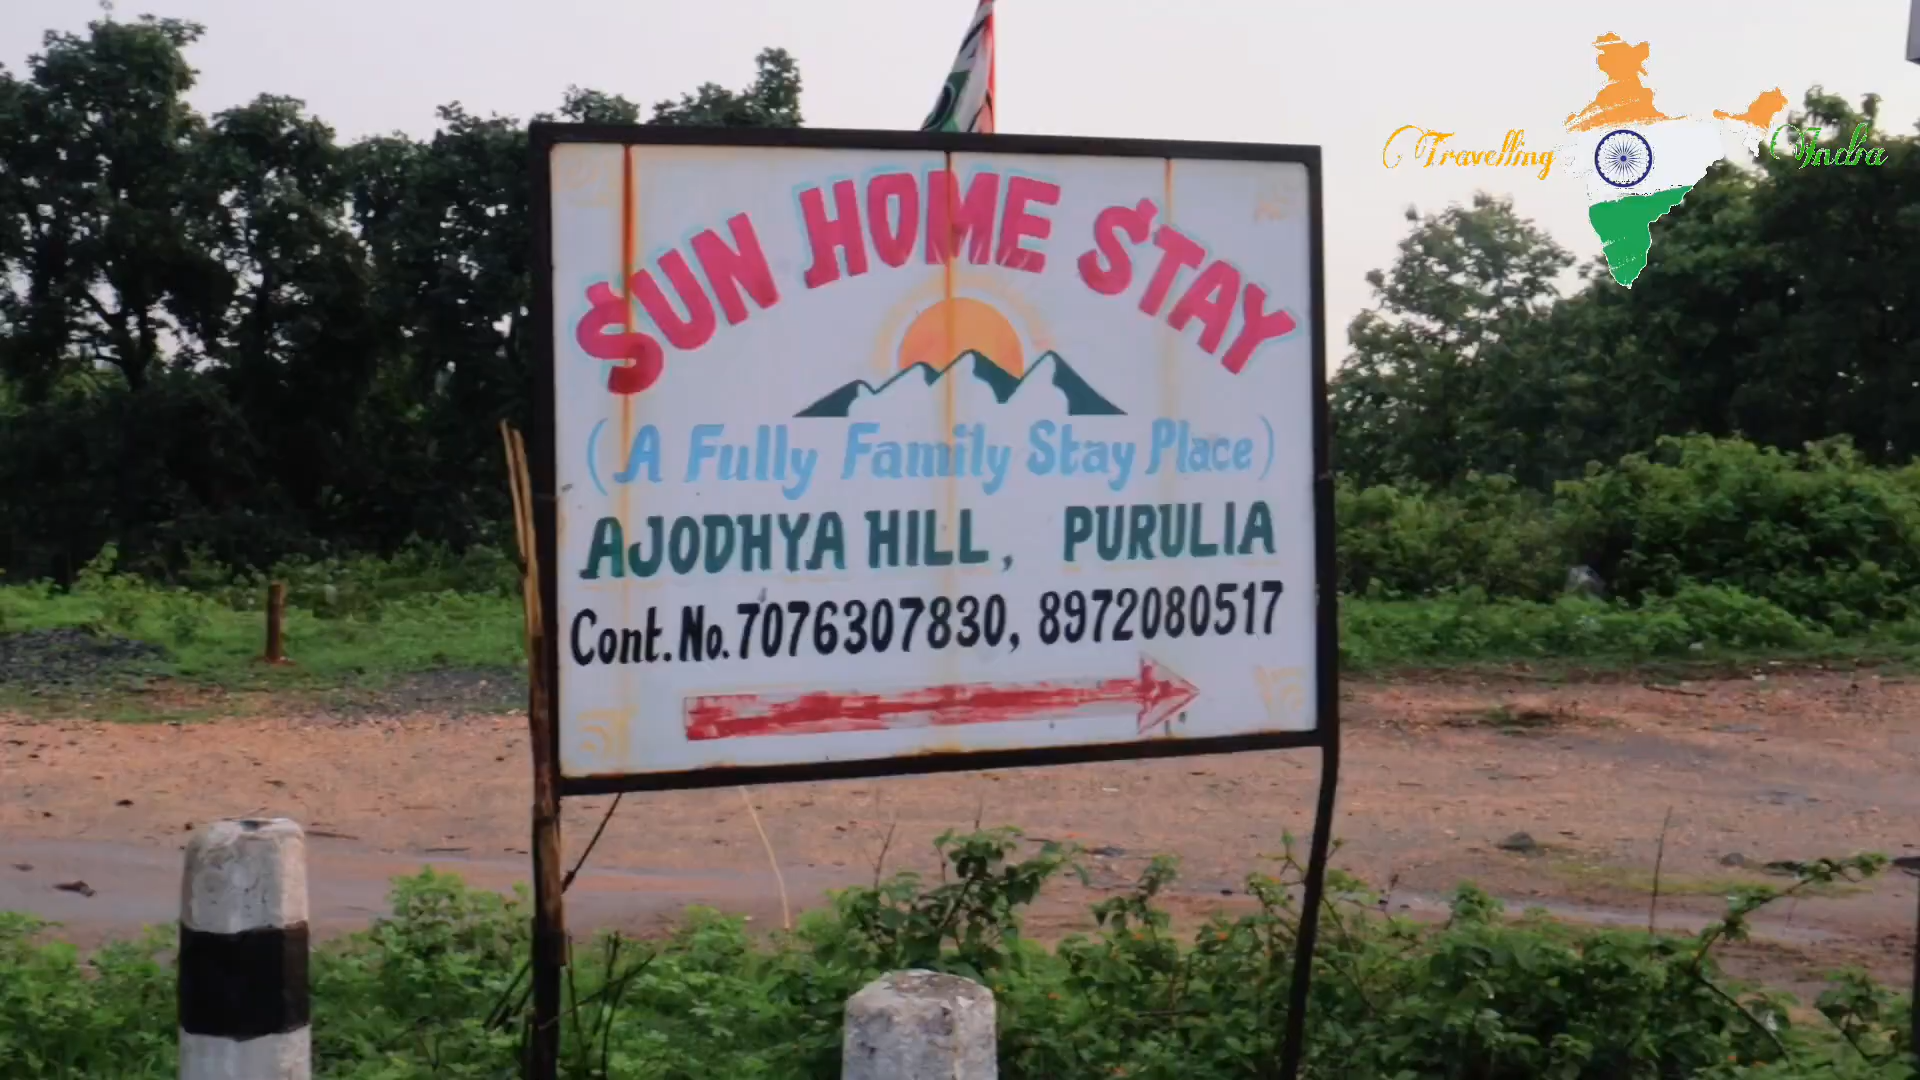 SUN HOME STAY
(A Fully Family Stay Place)
AJODHYA HILL, PURULIA
Cont. No. 7076307830, 8972080517
Travelling India